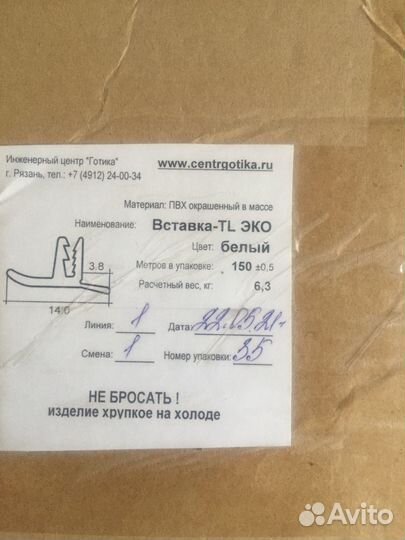 Инженерный центр "Готика"
www.centrgotika.ru
г. Рязань, тел.: +7 (4912) 24-00-34
Материал: ПВХ окрашенный в массе
Наименование: Вставка-TL ЭКО
Цвет: белый
3.8
Метров в упаковке: 150 ±0,5
14.0
Расчетный вес, кг: 6,3
Линия: 1 Дата: 22.05.21г
Смена: 1 Номер упаковки: 35
НЕ БРОСАТЬ !
изделие хрупкое на холоде
Avito